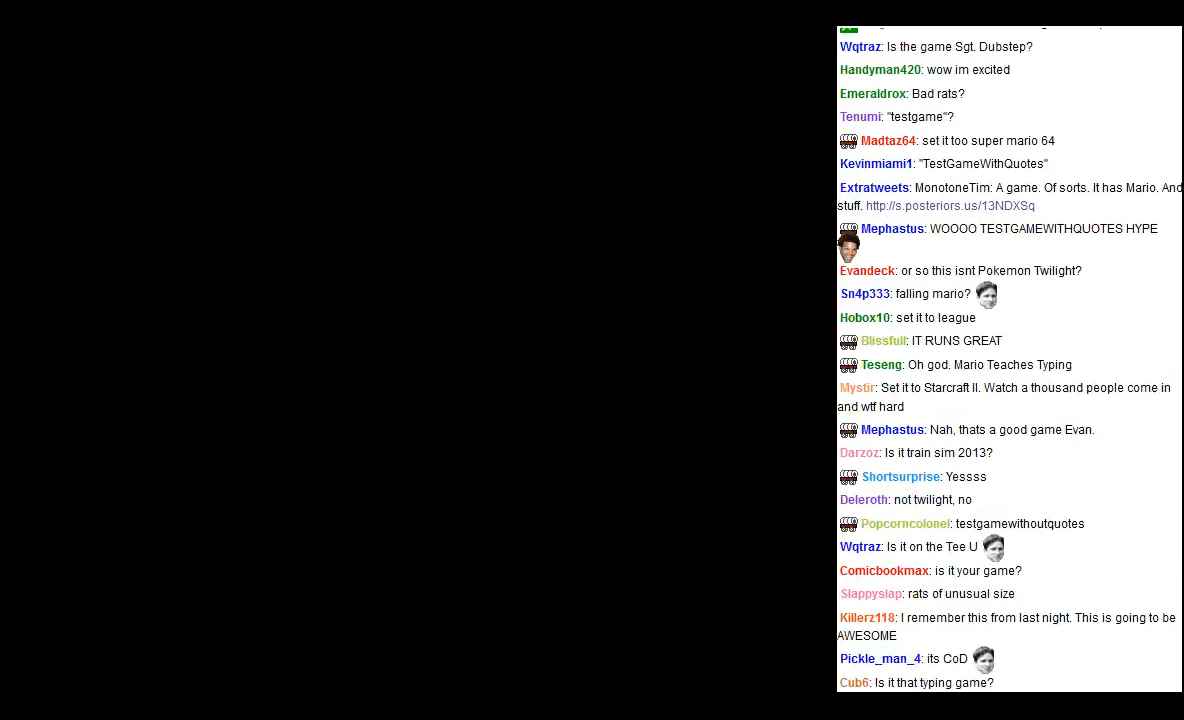 Wqtraz: Is the game Sgt. Dubstep?
Handyman420: wow im excited
Emeraldrox: Bad rats?
Tenumi: "testgame"?
Madtaz64: set it too super mario 64
Kevinmiami1: "TestGameWithQuotes"
Extratweets: MonotoneTim: A game. Of sorts. It has Mario. And
stuff. http://s.posteriors.us/13NDXSq
Mephastus: WOOOO TESTGAMEWITHQUOTES HYPE
Evandeck: or so this isnt Pokemon Twilight?
Sn4p333: falling mario?
Hobox10: set it to league
Blissfull: IT RUNS GREAT
Teseng: Oh god. Mario Teaches Typing
Mystir: Set it to Starcraft II. Watch a thousand people come in
and wtf hard
Mephastus: Nah, thats a good game Evan.
Darzoz: Is it train sim 2013?
Shortsurprise: Yessss
Deleroth: not twilight, no
Popcorncolonel: testgamewithoutquotes
Wqtraz: Is it on the Tee U
Comicbookmax: is it your game?
Slappyslap: rats of unusual size
Killerz118: I remember this from last night. This is going to be
AWESOME
Pickle_man_4: its CoD
Cub6: Is it that typing game?